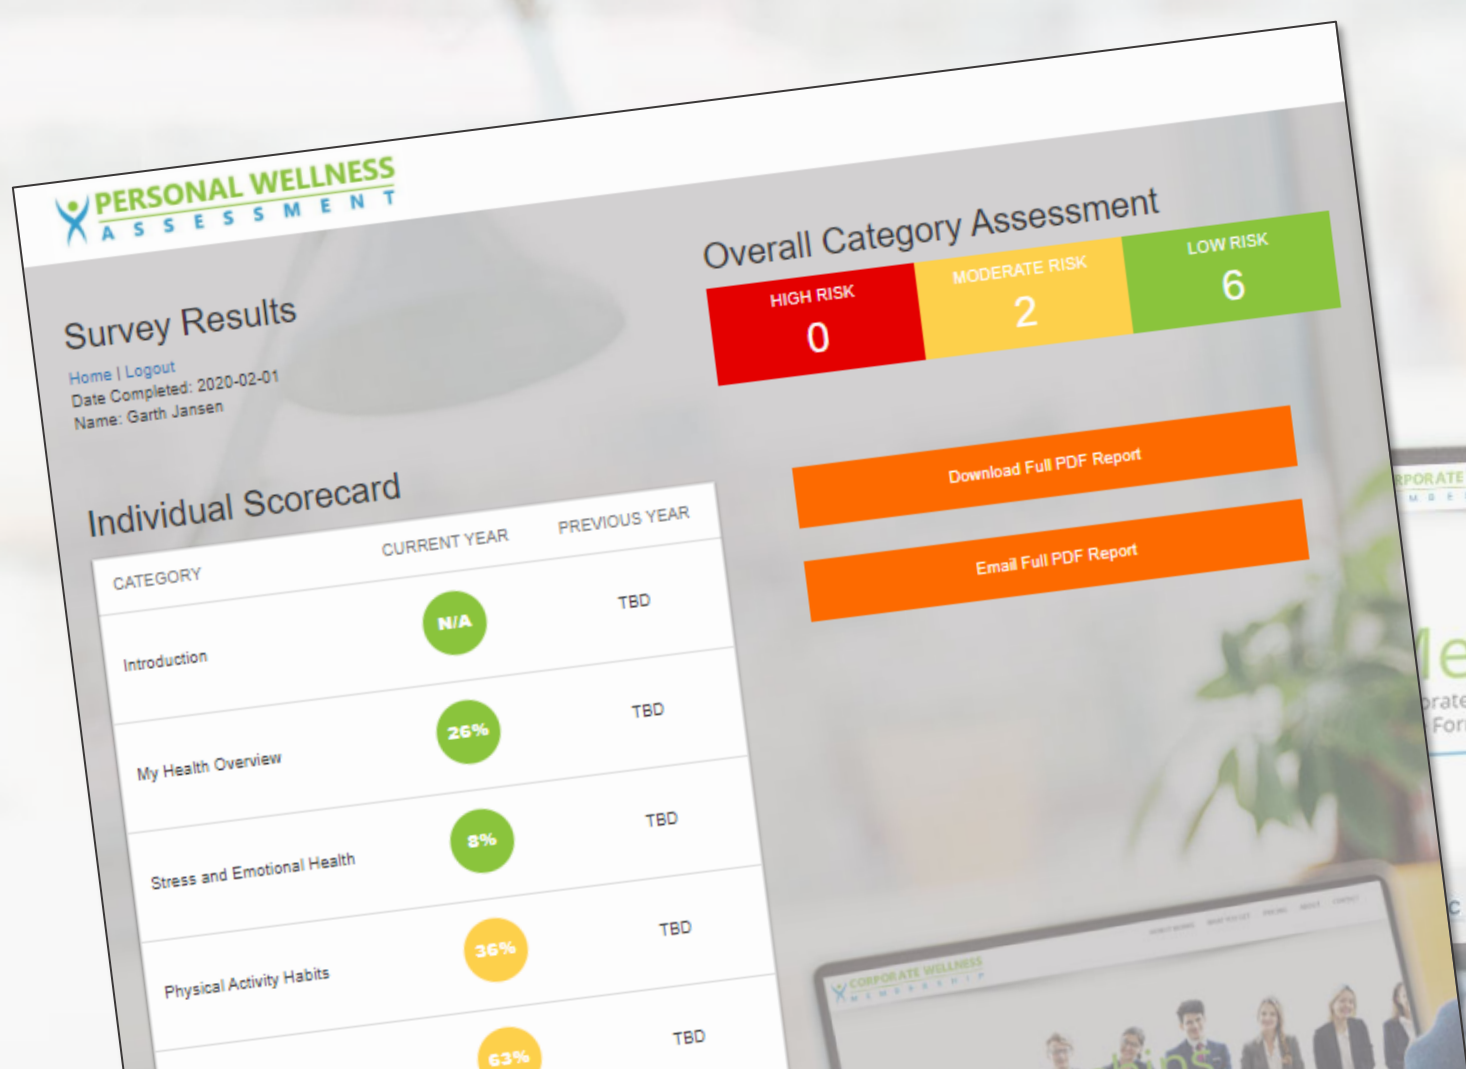 PERSONAL WELLNESS
ASSESSMENT
Survey Results
Home | Logout
Date Completed: 2020-02-01
Name: Garth Jansen
Overall Category Assessment
HIGH RISK
0
MODERATE RISK
2
LOW RISK
6
Download Full PDF Report
Email Full PDF Report
Individual Scorecard
CATEGORY CURRENT YEAR PREVIOUS YEAR
Introduction N/A TBD
My Health Overview 26% TBD
Stress and Emotional Health 8% TBD
Physical Activity Habits 36% TBD
63% TBD
CORPORATE WELLNESS
MEMBERSHIP